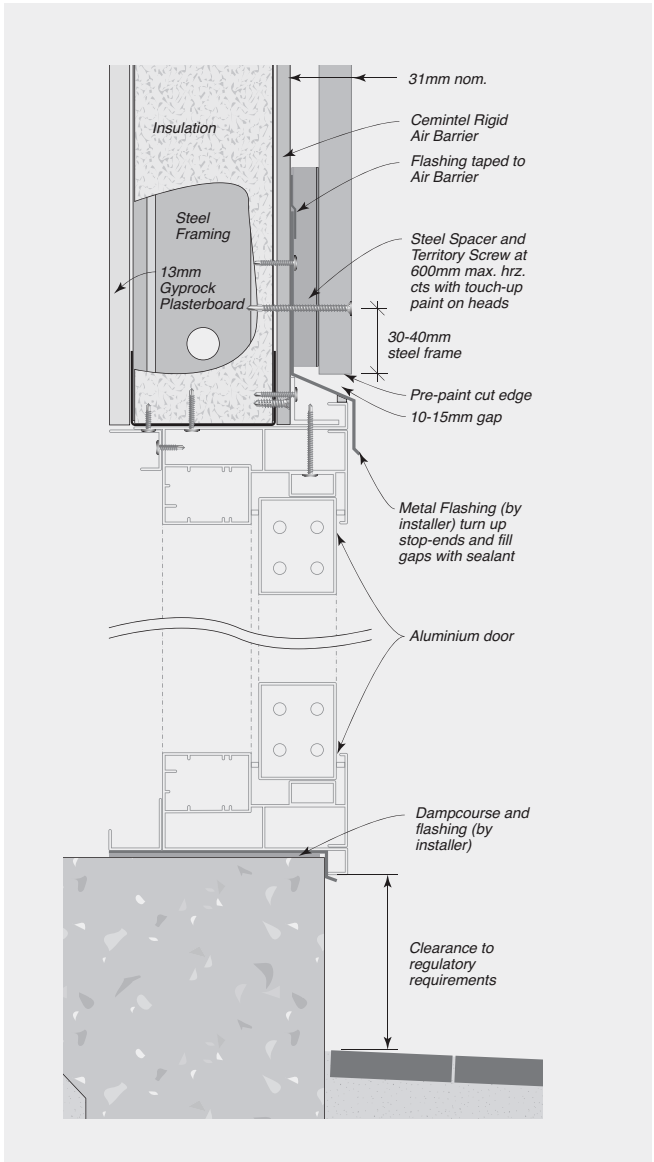 31mm nom.
Cemintel Rigid
Air Barrier
Flashing taped to
Air Barrier
Insulation
Steel
Framing
13mm
Gyprock
Plasterboard
Steel Spacer and
Territory Screw at
600mm max. hrz.
cts with touch-up
paint on heads
30-40mm
steel frame
Pre-paint cut edge
10-15mm gap
Metal Flashing (by
installer) turn up
stop-ends and fill
gaps with sealant
Aluminium door
Dampcourse and
flashing (by
installer)
Clearance to
regulatory
requirements